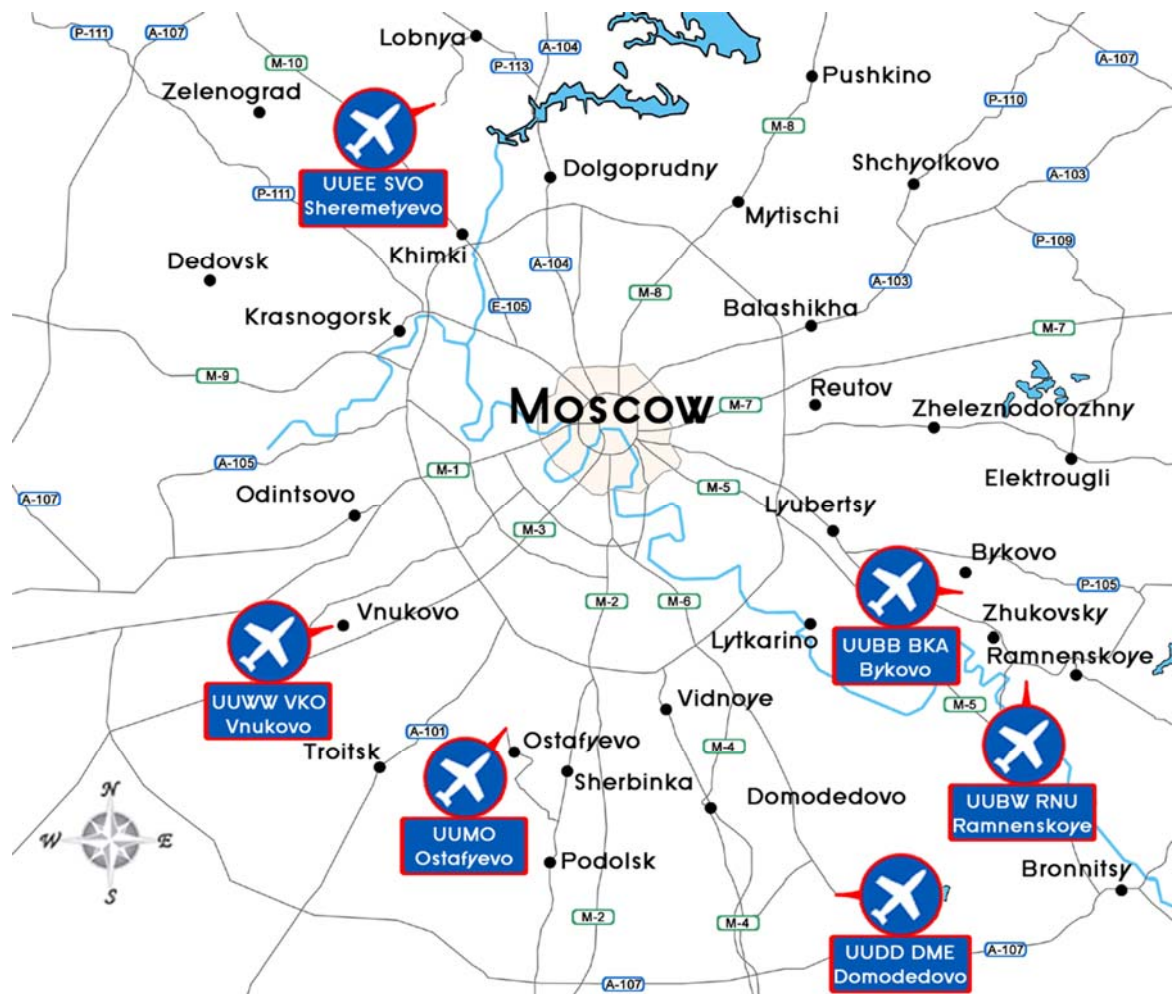 P-111
A-107
Lobnya
A-104
M-10
P-113
A-107
Pushkino
Zelenograd
P-110
M-8
Shchyolkovo
Dolgoprudny
A-103
UUEE SVO
Sheremetyevo
P-111
Mytischi
Khimki
P-109
Dedovsk
A-104
A-103
M-8
E-105
Balashikha
Krasnogorsk
M-7
M-9
Reutov
Moscow
M-7
Zheleznodorozhny
A-105
M-1
Elektrougli
M-5
A-107
Odintsovo
Lyubertsy
M-3
Bykovo
P-105
M-2
M-6
Vnukovo
Zhukovsky
Lytkarino
UUBB BKA
Bykovo
Ramnenskoye
UUWW VKO
Vnukovo
Vidnoye
M-5
A-101
Ostafyevo
M-4
Troitsk
Sherbinka
Domodedovo
UUBW RNU
Ramnenskoye
N
W
E
S
UUMO
Ostafyevo
Podolsk
Bronnitsy
M-2
M-4
UUDD DME
Domodedovo
A-107
A-107